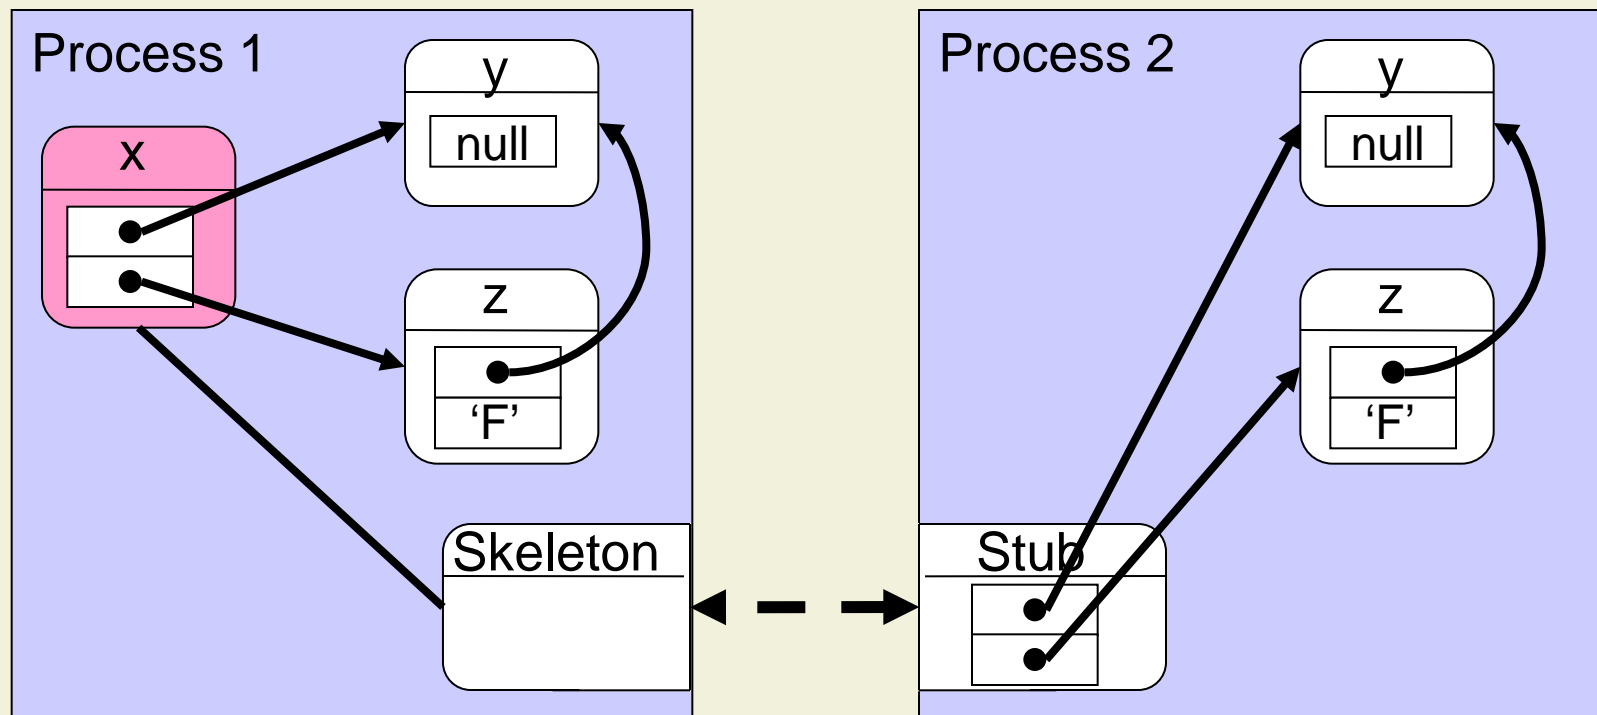 Process 1
y
null
x
z
‘F’
Skeleton
Process 2
y
null
z
‘F’
Stub